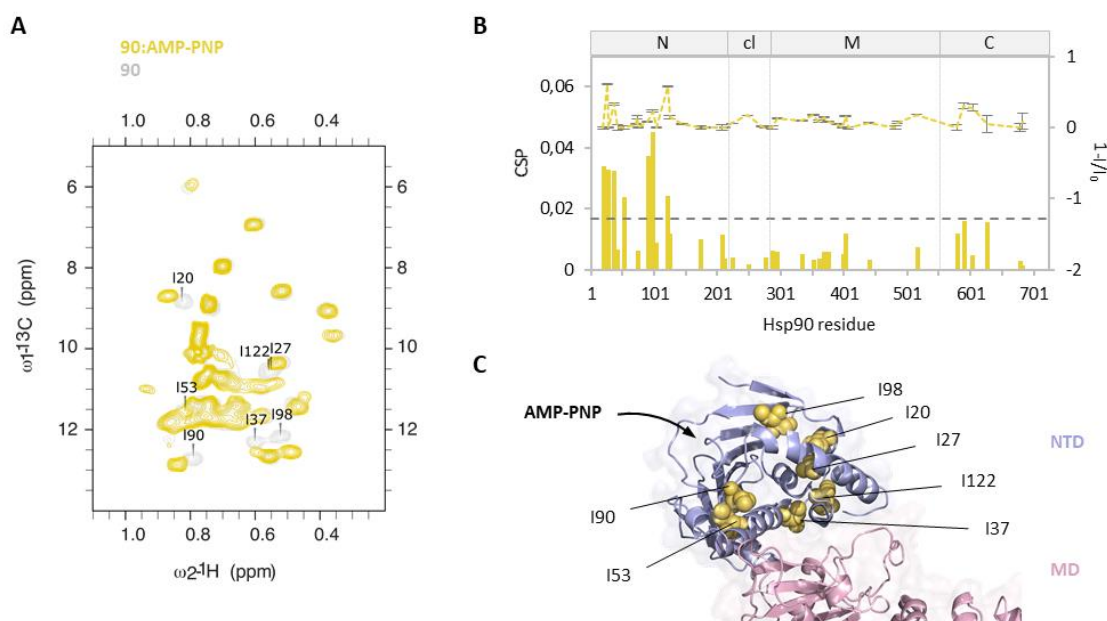 A
90:AMP-PNP
90
1.0 0.8 0.6 0.4
6 6
I20
8 8
ω1-13C (ppm)
10 10
I122 I27
I53
I37 I98
12 12
I90
1.0 0.8 0.6 0.4
ω2-1H (ppm)
B
N cl M C
0,06 1
0,04 0
0,02 -1
0 -2
CSP
1-I/I0
1 101 201 301 401 501 601 701
Hsp90 residue
C
I98
AMP-PNP
I20
NTD
I27
I122
I90
I37
MD
I53